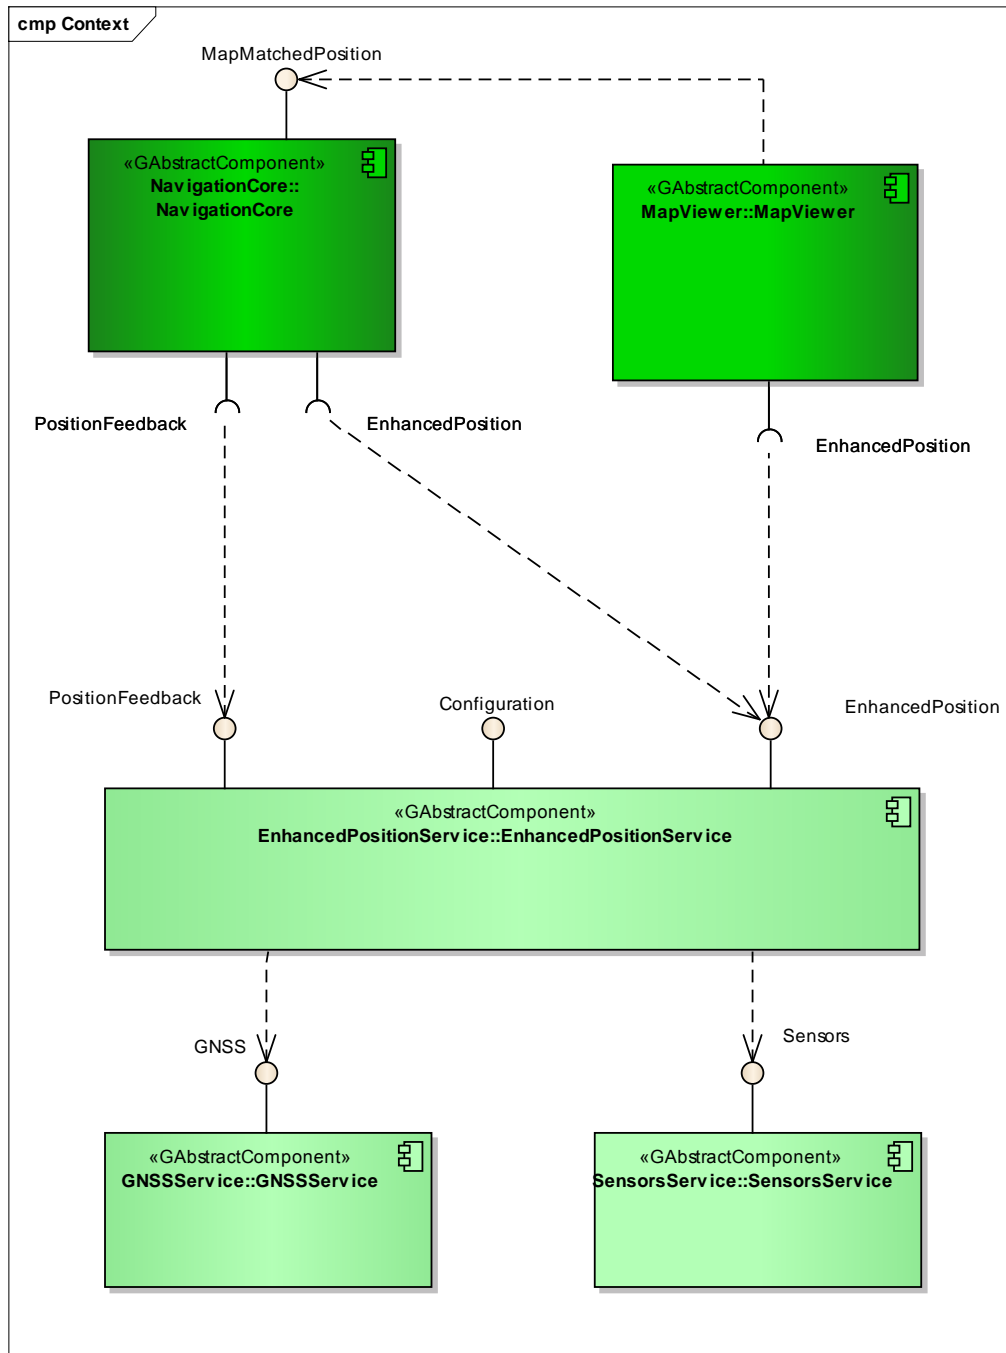 cmp Context
MapMatchedPosition
«GAbstractComponent»
NavigationCore::
NavigationCore
«GAbstractComponent»
MapViewer::MapViewer
PositionFeedback
EnhancedPosition
EnhancedPosition
PositionFeedback
Configuration
EnhancedPosition
«GAbstractComponent»
EnhancedPositionService::EnhancedPositionService
GNSS
Sensors
«GAbstractComponent»
GNSSService::GNSSService
«GAbstractComponent»
SensorsService::SensorsService